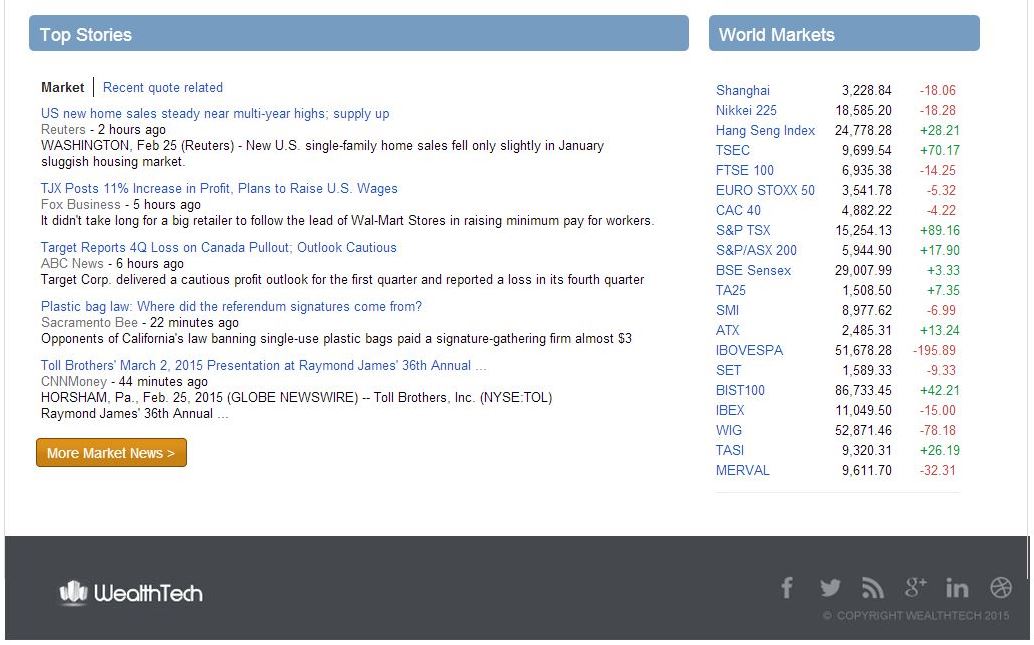 Top Stories
Market | Recent quote related
US new home sales steady near multi-year highs; supply up
Reuters - 2 hours ago
WASHINGTON, Feb 25 (Reuters) - New U.S. single-family home sales fell only slightly in January
sluggish housing market.
TJX Posts 11% Increase in Profit, Plans to Raise U.S. Wages
Fox Business - 5 hours ago
It didn't take long for a big retailer to follow the lead of Wal-Mart Stores in raising minimum pay for workers.
Target Reports 4Q Loss on Canada Pullout; Outlook Cautious
ABC News - 6 hours ago
Target Corp. delivered a cautious profit outlook for the first quarter and reported a loss in its fourth quarter
Plastic bag law: Where did the referendum signatures come from?
Sacramento Bee - 22 minutes ago
Opponents of California's law banning single-use plastic bags paid a signature-gathering firm almost $3
Toll Brothers' March 2, 2015 Presentation at Raymond James' 36th Annual ...
CNNMoney - 44 minutes ago
HORSHAM, Pa., Feb. 25, 2015 (GLOBE NEWSWIRE) -- Toll Brothers, Inc. (NYSE:TOL)
Raymond James' 36th Annual ...
More Market News >
World Markets
Shanghai 3,228.84 -18.06
Nikkei 225 18,585.20 -18.28
Hang Seng Index 24,778.28 +28.21
TSEC 9,699.54 +70.17
FTSE 100 6,935.38 -14.25
EURO STOXX 50 3,541.78 -5.32
CAC 40 4,882.22 -4.22
S&P TSX 15,254.13 +89.16
S&P/ASX 200 5,944.90 +17.90
BSE Sensex 29,007.99 +3.33
TA25 1,508.50 +7.35
SMI 8,977.62 -6.99
ATX 2,485.31 +13.24
IBOVESPA 51,678.28 -195.89
SET 1,589.33 -9.33
BIST100 86,733.45 +42.21
IBEX 11,049.50 -15.00
WIG 52,871.46 -78.18
TASI 9,320.31 +26.19
MERVAL 9,611.70 -32.31
WealthTech
© COPYRIGHT WEALTHTECH 2015